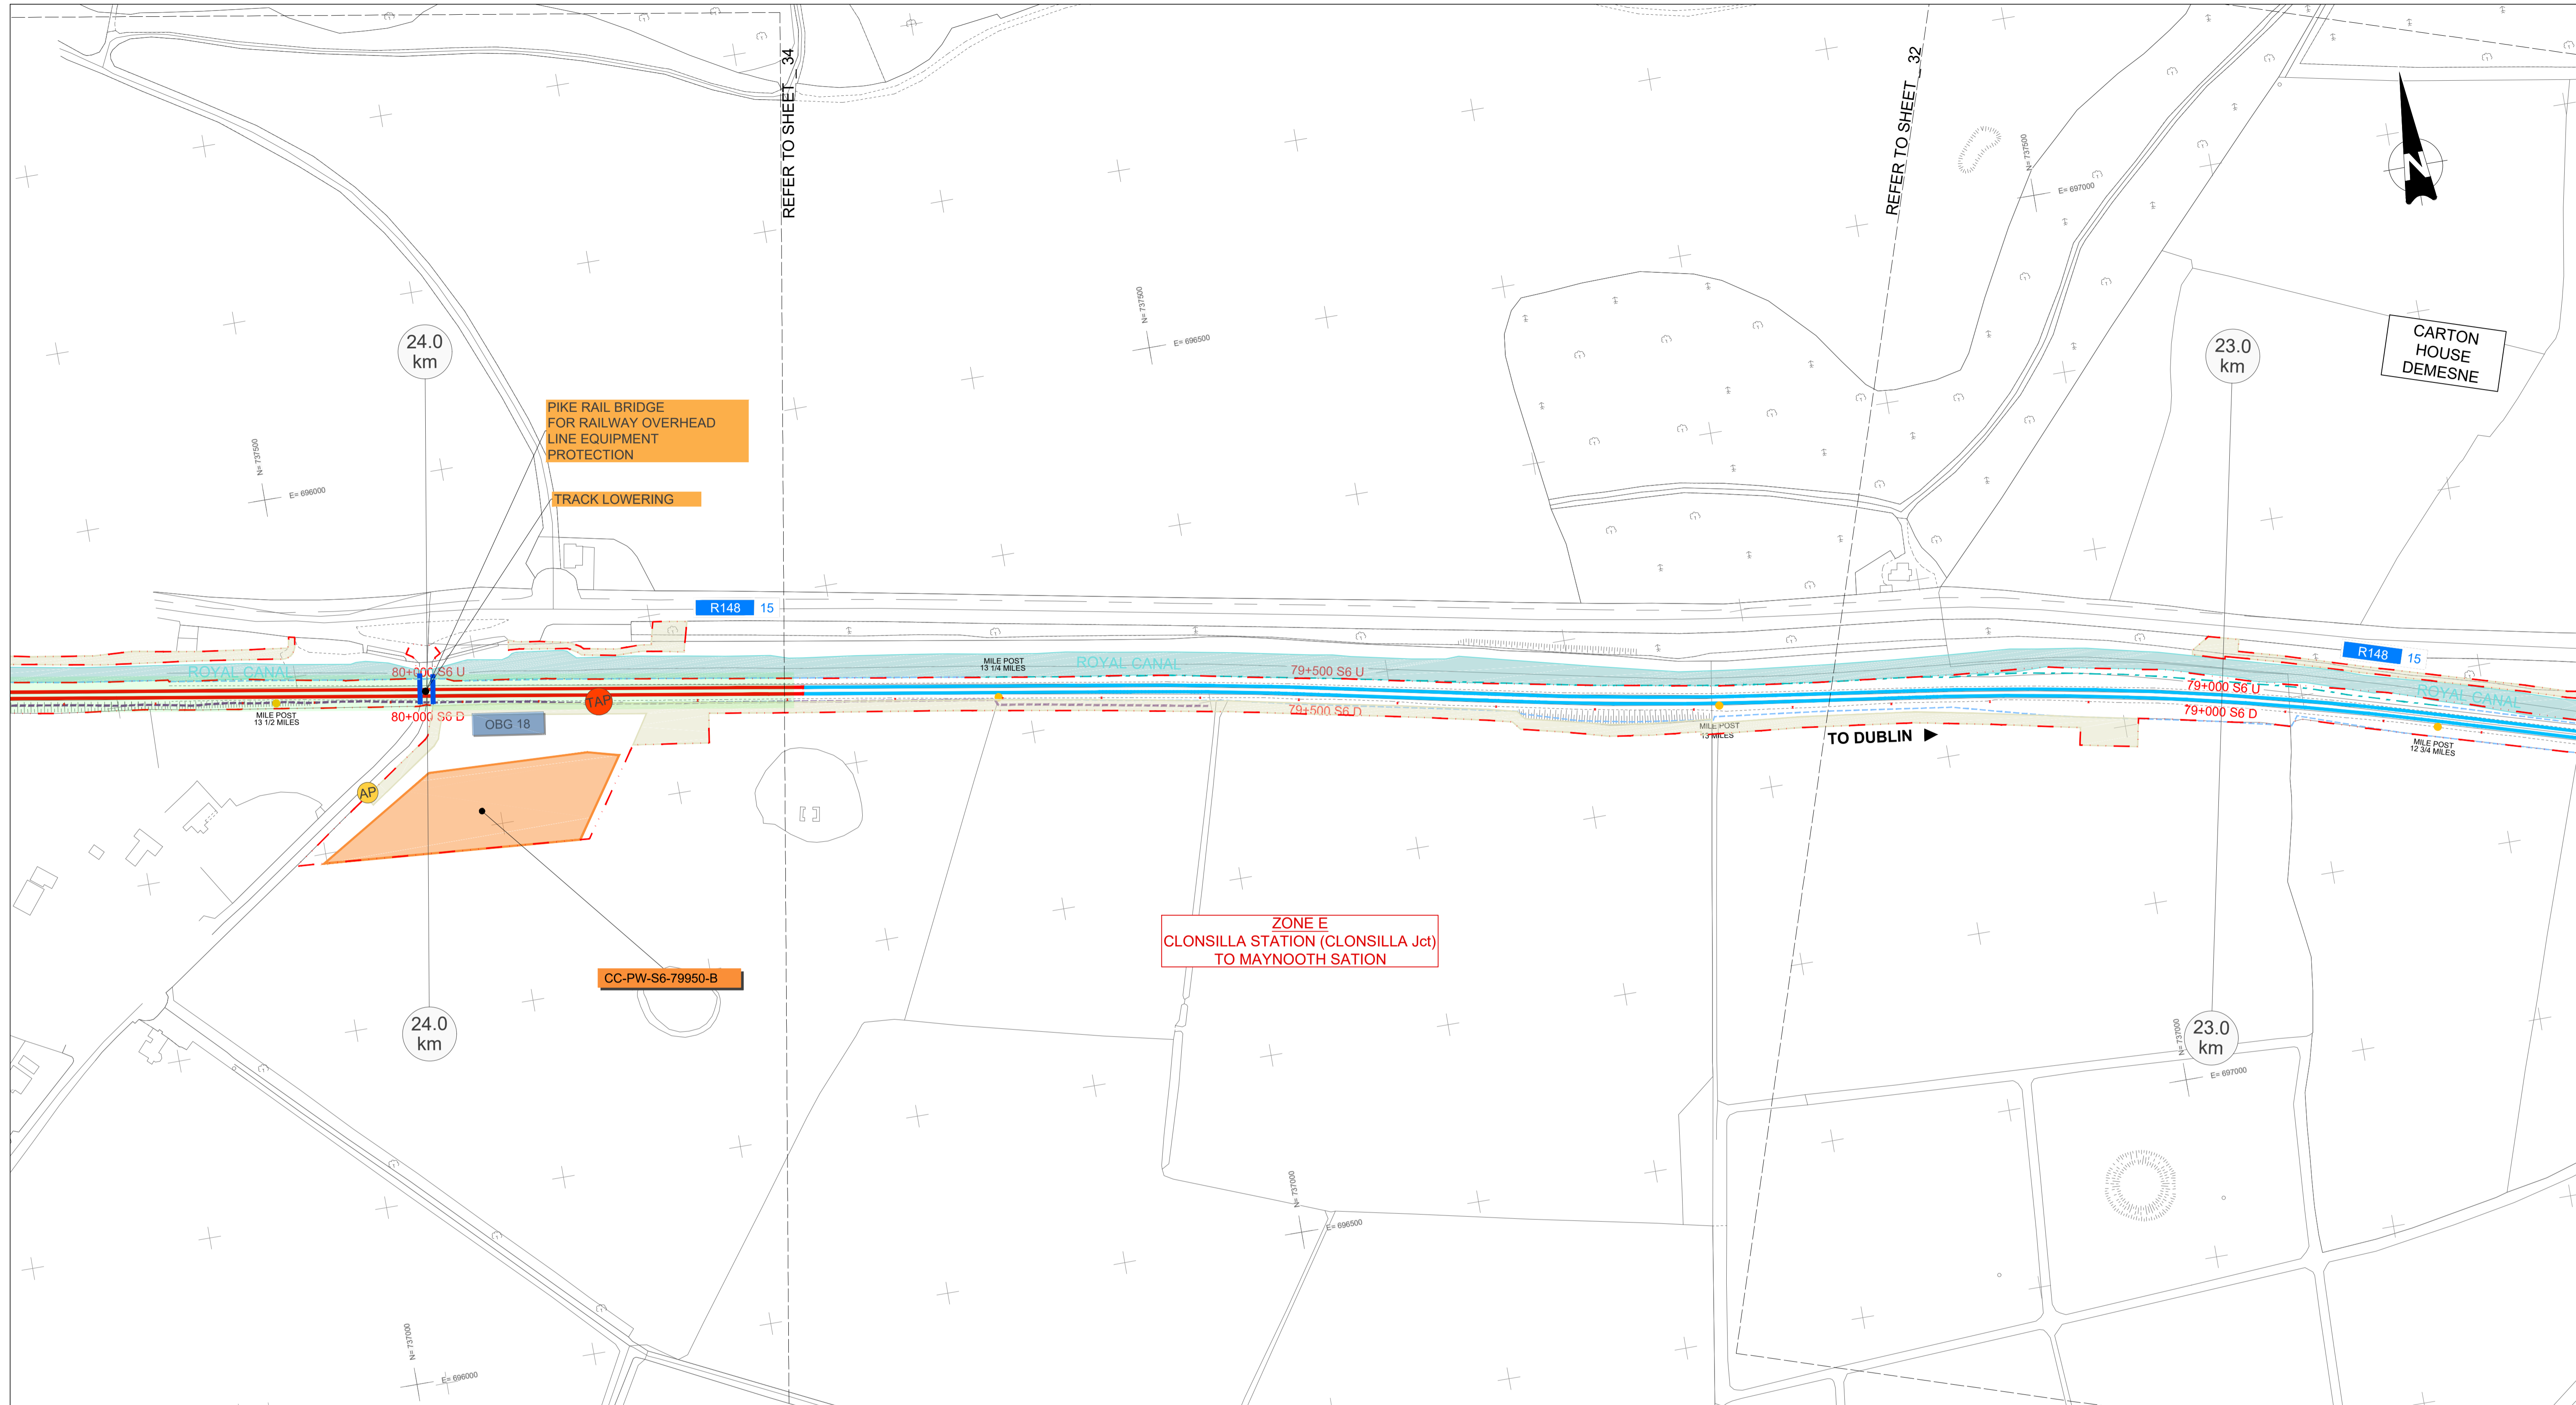 REFER TO SHEET _ 34
REFER TO SHEET _ 32
N= 737500
E= 697000
N
CARTON
HOUSE
DEMESNE
24.0
km
23.0
km
N= 737500
E= 696500
PIKE RAIL BRIDGE
FOR RAILWAY OVERHEAD
LINE EQUIPMENT
PROTECTION
N= 737500
E= 696000
TRACK LOWERING
R148 15
R148 15
ROYAL CANAL
80+000 S6 U
MILE POST
13 1/4 MILES
ROYAL CANAL
79+500 S6 U
79+000 S6 U
ROYAL CANAL
TAP
MILE POST
13 1/2 MILES
80+000 S6 D
OBG 18
79+500 S6 D
MILE POST
13 MILES
TO DUBLIN
79+000 S6 D
MILE POST
12 3/4 MILES
AP
CC-PW-S6-79950-B
ZONE E
CLONSILLA STATION (CLONSILLA Jct)
TO MAYNOOTH SATION
24.0
km
23.0
km
N= 737000
E= 697000
N= 737000
E= 696500
N= 737000
E= 696000